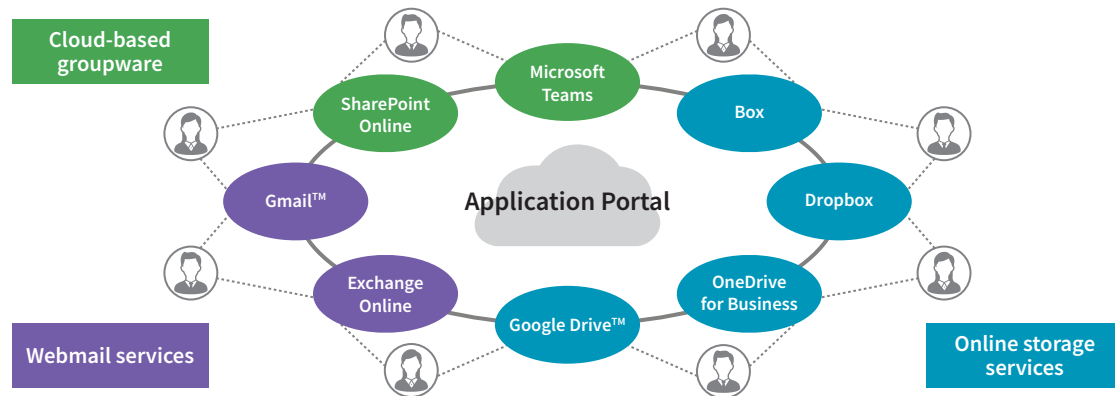 Cloud-based
groupware
Microsoft
Teams
SharePoint
Online
Box
Gmail™
Application Portal
Dropbox
Exchange
Online
OneDrive
for Business
Google Drive™
Webmail services
Online storage
services